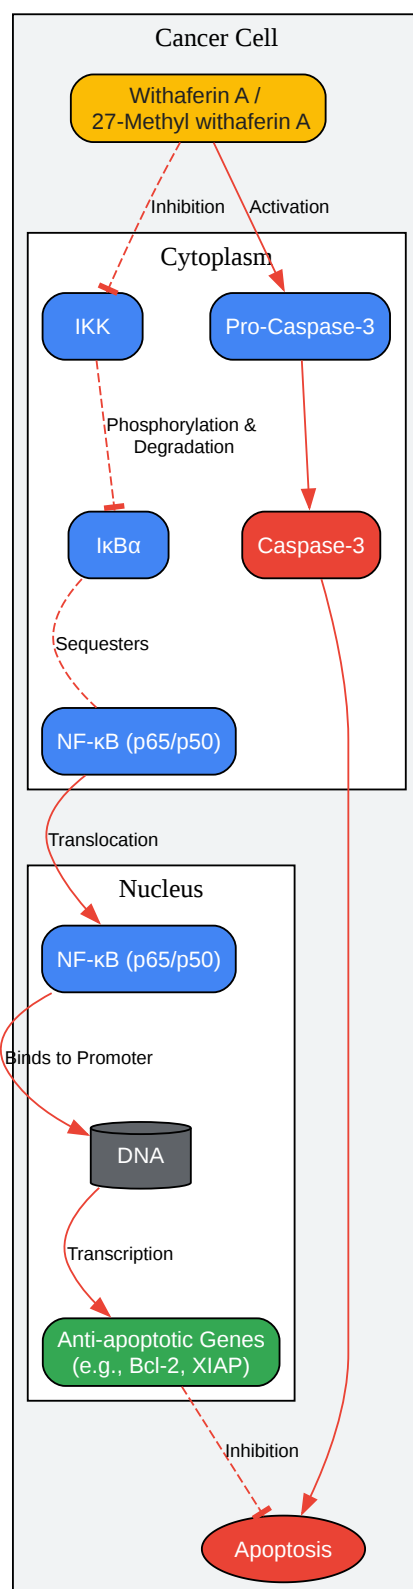 Cancer Cell
Withaferin A /
27-Methyl withaferin A
Inhibition
Activation
Cytoplasm
IKK
Pro-Caspase-3
Phosphorylation &
Degradation
IκBα
Caspase-3
Sequesters
NF-κB (p65/p50)
Translocation
Nucleus
NF-κB (p65/p50)
Binds to Promoter
DNA
Transcription
Anti-apoptotic Genes
(e.g., Bcl-2, XIAP)
Inhibition
Apoptosis